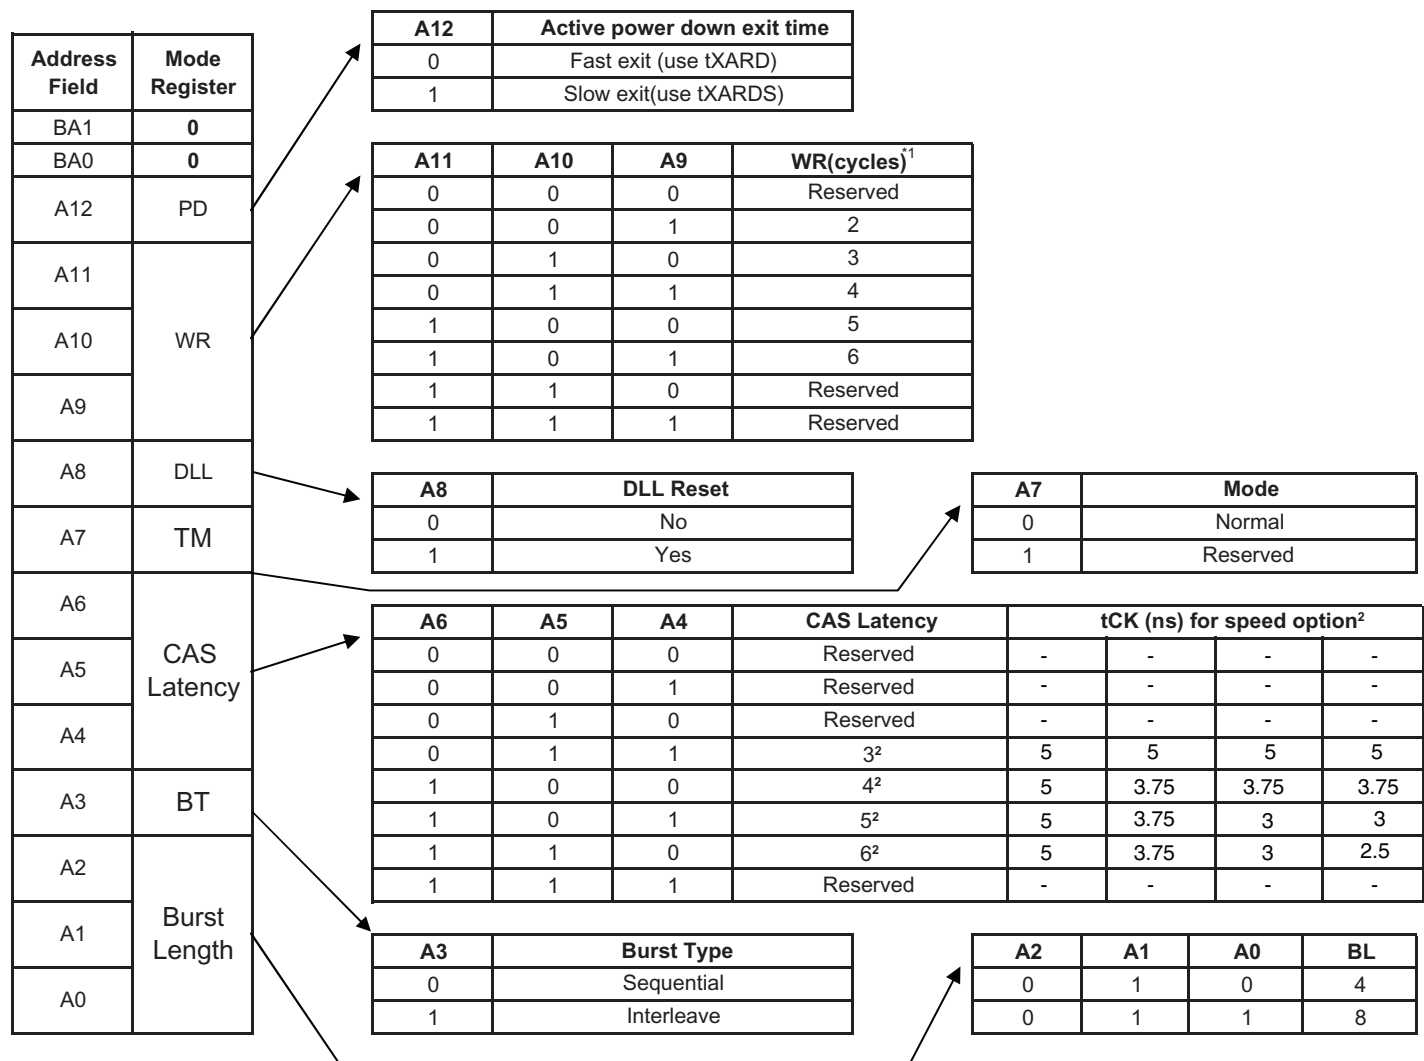 Address Field Mode Register
BA1 0
BA0 0
A12 PD
A11
A10 WR
A9
A8 DLL
A7 TM
A6
A5 CAS Latency
A4
A3 BT
A2
A1 Burst Length
A0
A12 Active power down exit time
0 Fast exit (use tXARD)
1 Slow exit(use tXARDS)
A11 A10 A9 WR(cycles)*1
0 0 0 Reserved
0 0 1 2
0 1 0 3
0 1 1 4
1 0 0 5
1 0 1 6
1 1 0 Reserved
1 1 1 Reserved
A8 DLL Reset
0 No
1 Yes
A7 Mode
0 Normal
1 Reserved
A6 A5 A4 CAS Latency tCK (ns) for speed option²
0 0 0 Reserved - - - -
0 0 1 Reserved - - - -
0 1 0 Reserved - - - -
0 1 1 3² 5 5 5 5
1 0 0 4² 5 3.75 3.75 3.75
1 0 1 5² 5 3.75 3 3
1 1 0 6² 5 3.75 3 2.5
1 1 1 Reserved - - - -
A3 Burst Type
0 Sequential
1 Interleave
A2 A1 A0 BL
0 1 0 4
0 1 1 8